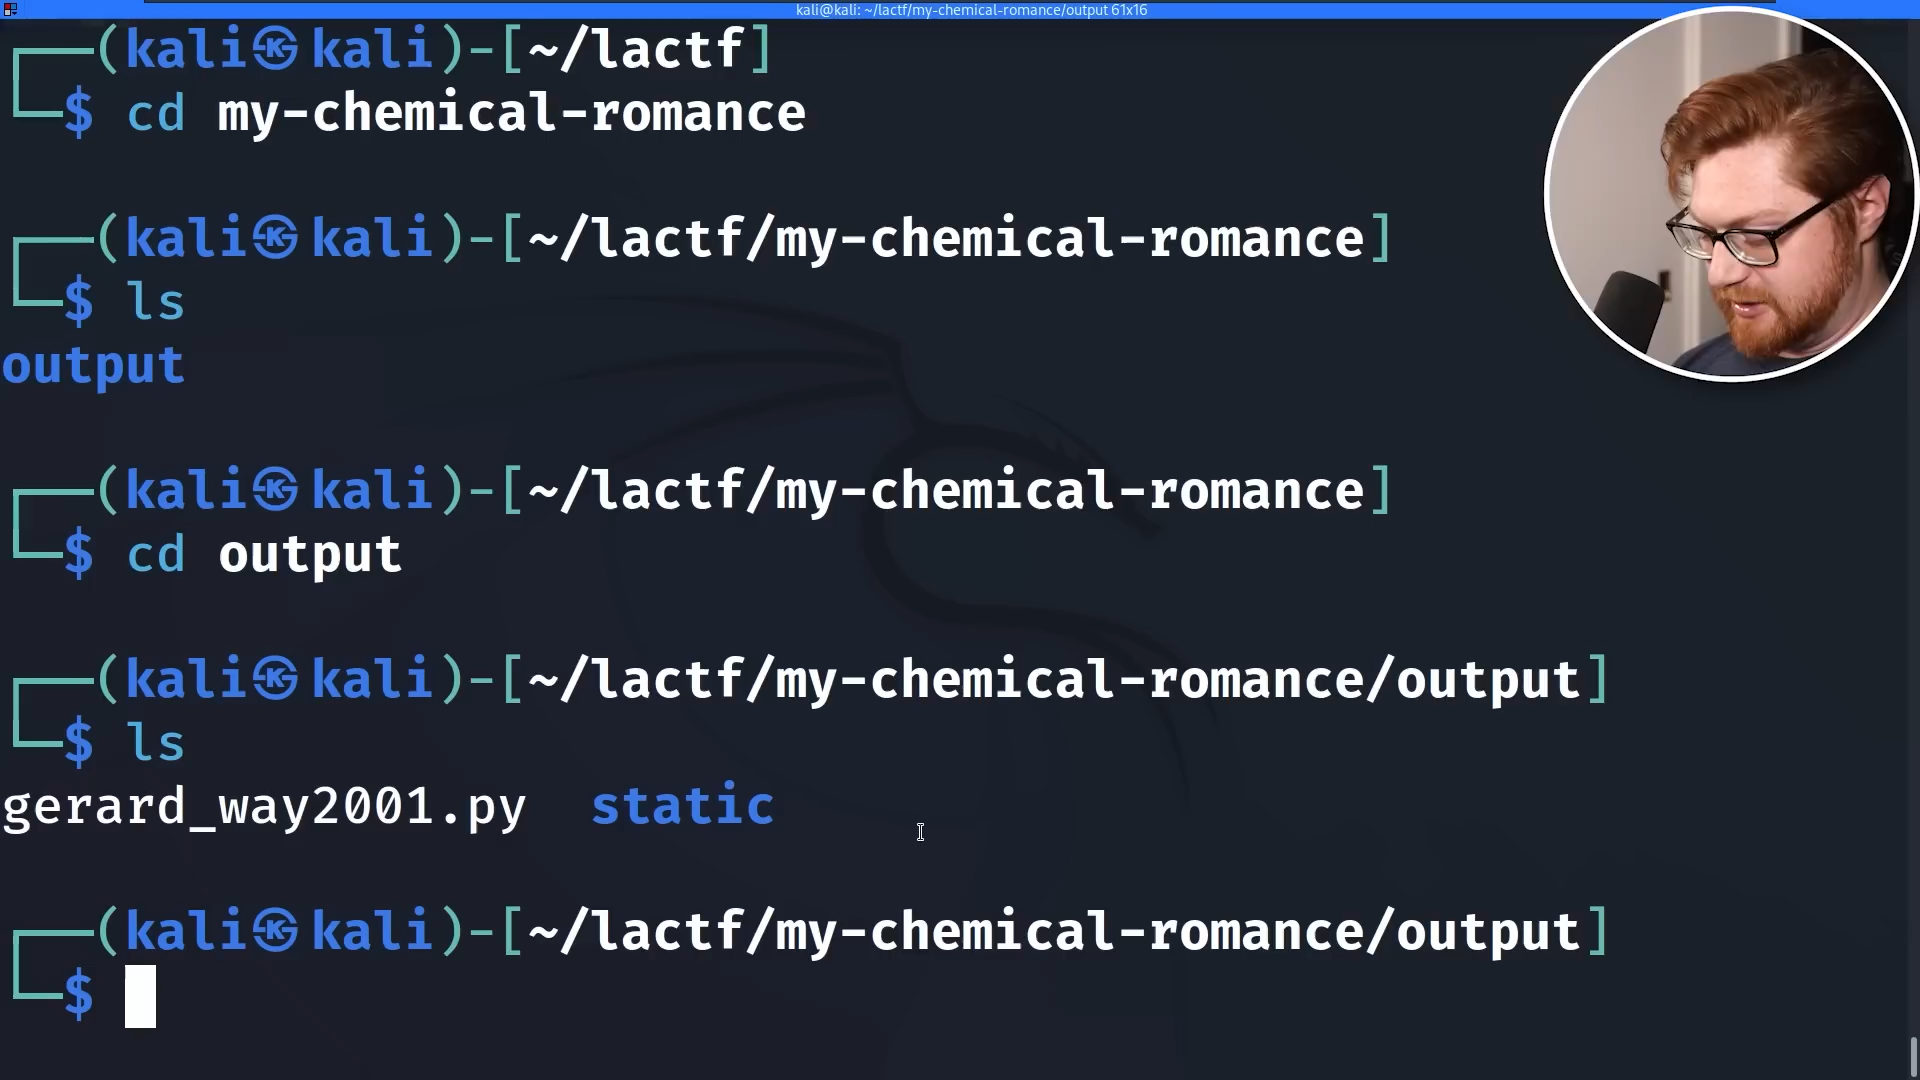 kali@kali: ~/lactf/my-chemical-romance/output 61x16
(kali㉿kali)-[~/lactf]
$ cd my-chemical-romance
(kali㉿kali)-[~/lactf/my-chemical-romance]
$ ls
output
(kali㉿kali)-[~/lactf/my-chemical-romance]
$ cd output
(kali㉿kali)-[~/lactf/my-chemical-romance/output]
$ ls
gerard_way2001.py static
(kali㉿kali)-[~/lactf/my-chemical-romance/output]
$